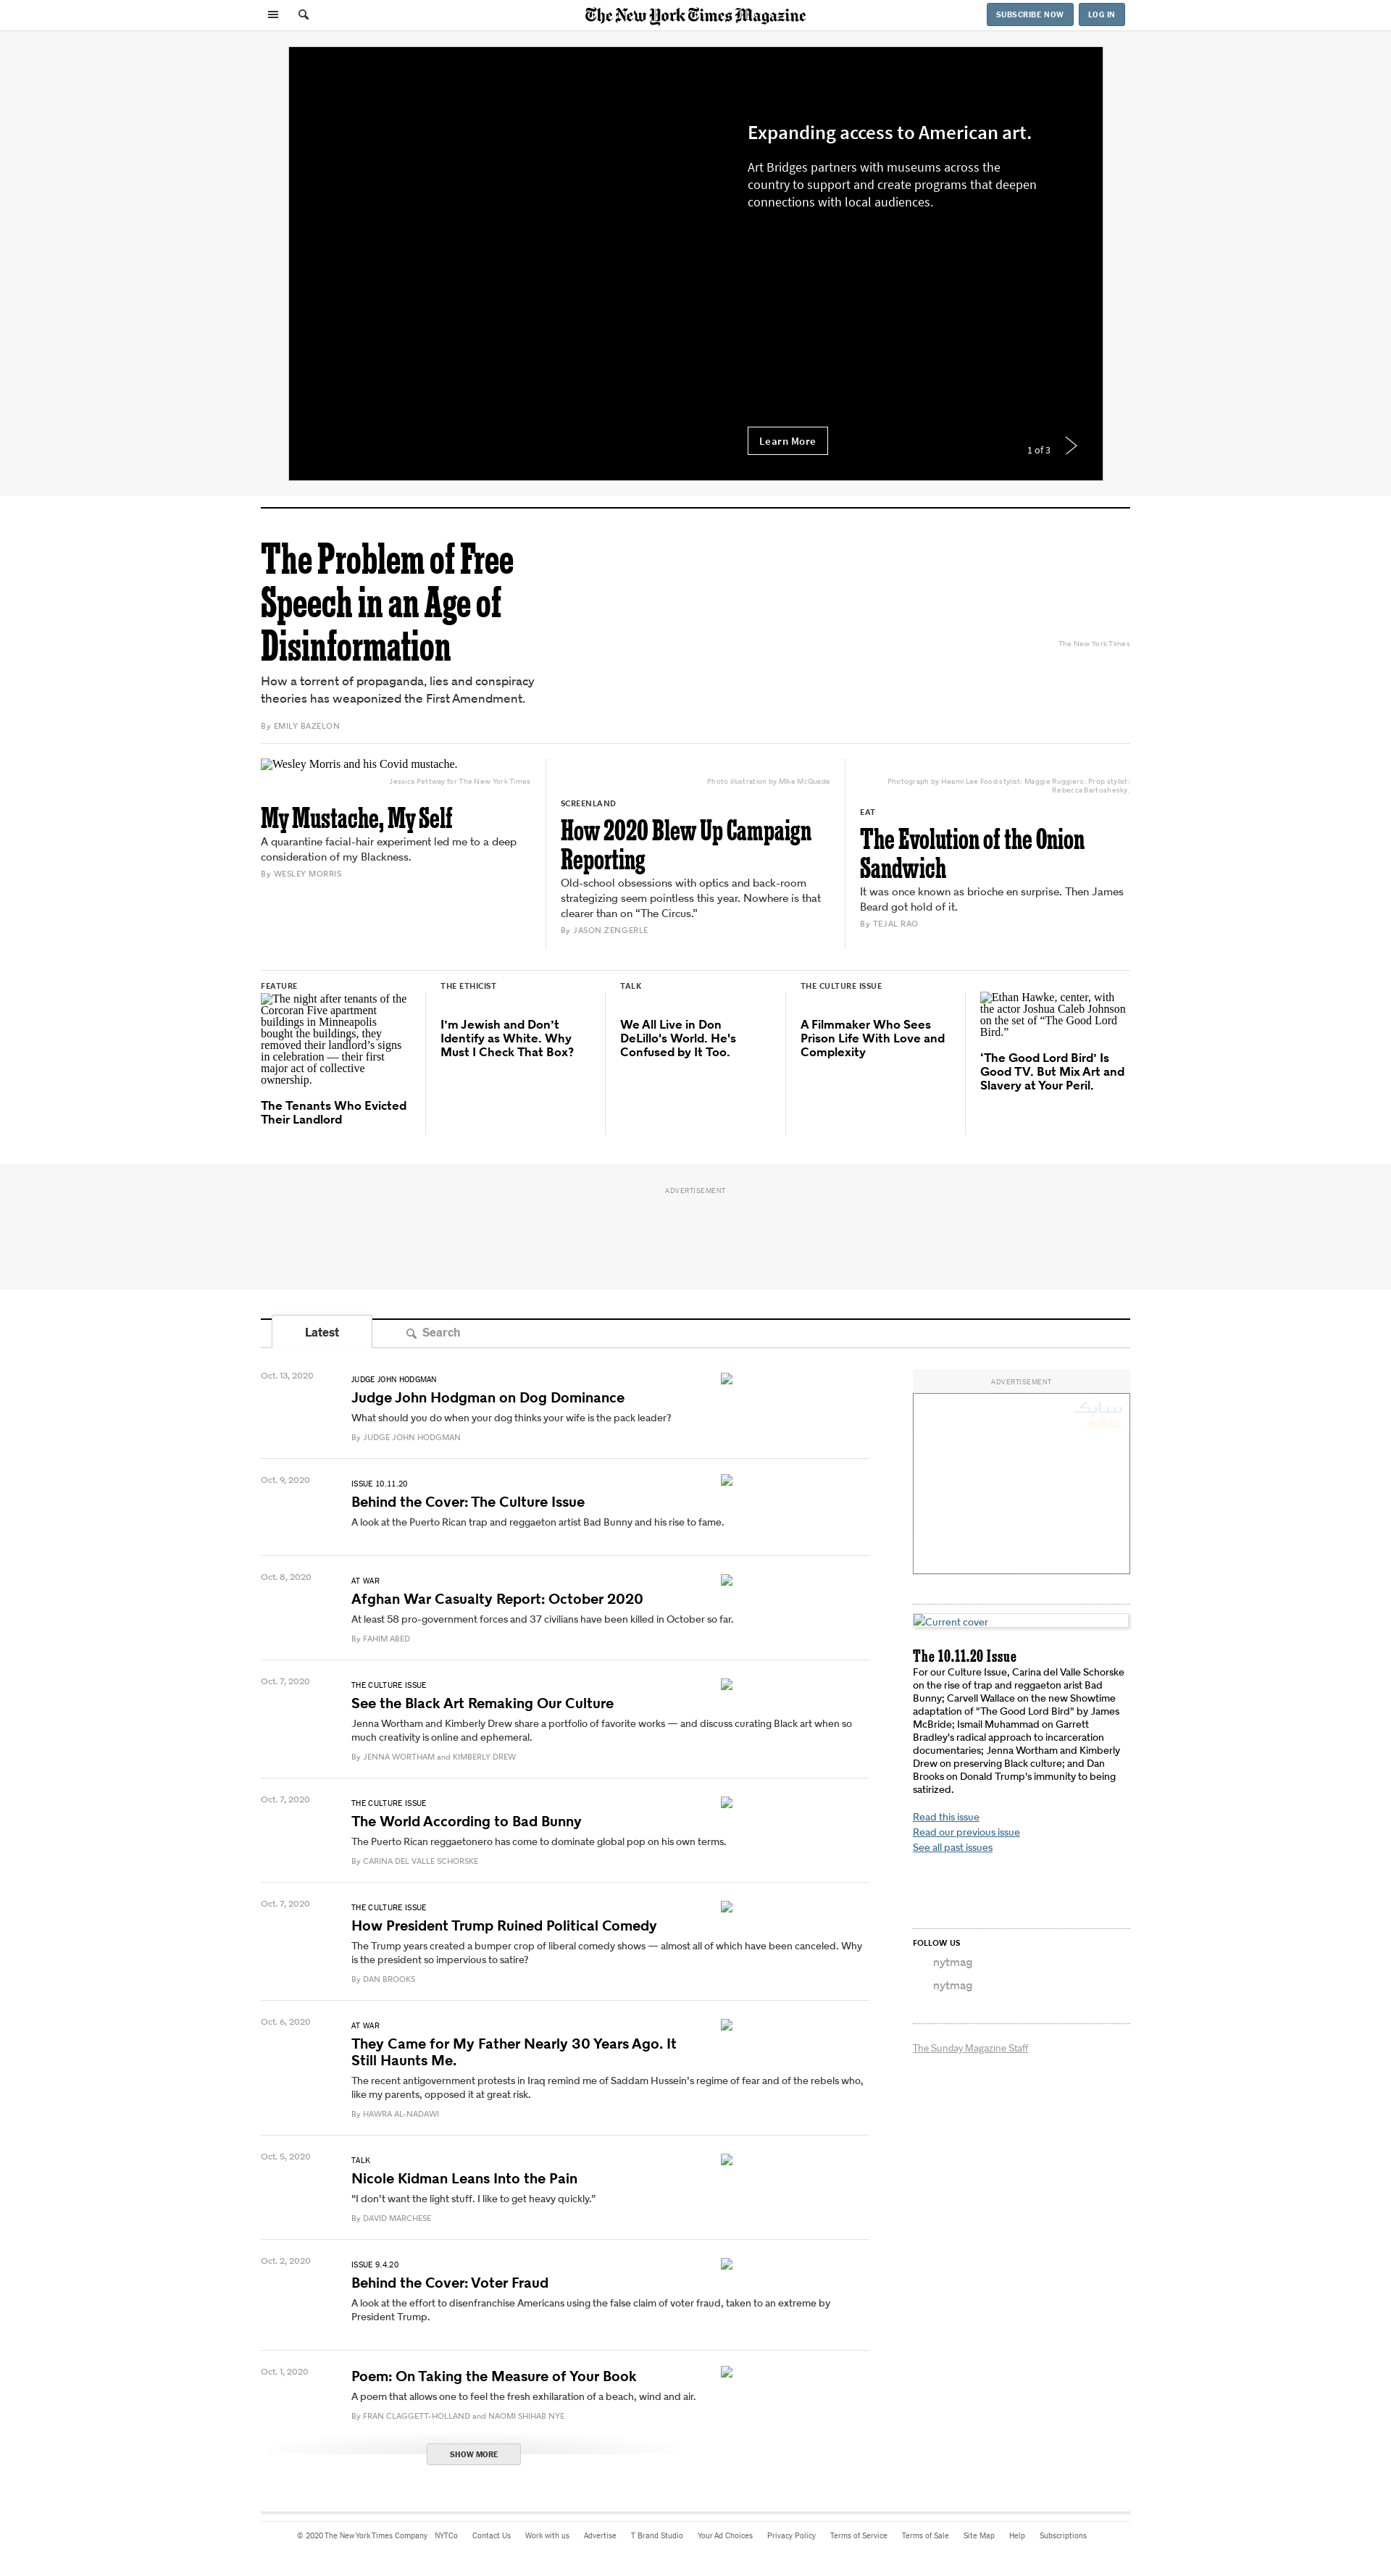 The New York Times Magazine
SUBSCRIBE NOW
LOG IN
Expanding access to American art.
Art Bridges partners with museums across the
country to support and create programs that deepen
connections with local audiences.
Learn More
1 of 3
The Problem of Free
Speech in an Age of
Disinformation
How a torrent of propaganda, lies and conspiracy
theories has weaponized the First Amendment.
By EMILY BAZELON
The New York Times
Wesley Morris and his Covid mustache.
Jessica Pettway for The New York Times
My Mustache, My Self
A quarantine facial-hair experiment led me to a deep
consideration of my Blackness.
By WESLEY MORRIS
Photo illustration by Mike McQuade
SCREENLAND
How 2020 Blew Up Campaign
Reporting
Old-school obsessions with optics and back-room
strategizing seem pointless this year. Nowhere is that
clearer than on “The Circus.”
By JASON ZENGERLE
Photograph by Heami Lee Food stylist: Maggie Ruggiero. Prop stylist:
Rebecca Bartoshesky.
EAT
The Evolution of the Onion
Sandwich
It was once known as brioche en surprise. Then James
Beard got hold of it.
By TEJAL RAO
FEATURE
The night after tenants of the
Corcoran Five apartment
buildings in Minneapolis
bought the buildings, they
removed their landlord’s signs
in celebration — their first
major act of collective
ownership.
The Tenants Who Evicted
Their Landlord
THE ETHICIST
I’m Jewish and Don’t
Identify as White. Why
Must I Check That Box?
TALK
We All Live in Don
DeLillo's World. He's
Confused by It Too.
THE CULTURE ISSUE
A Filmmaker Who Sees
Prison Life With Love and
Complexity
Ethan Hawke, center, with
the actor Joshua Caleb Johnson
on the set of “The Good Lord
Bird.”
‘The Good Lord Bird’ Is
Good TV. But Mix Art and
Slavery at Your Peril.
ADVERTISEMENT
Latest
Search
Oct. 13, 2020
JUDGE JOHN HODGMAN
Judge John Hodgman on Dog Dominance
What should you do when your dog thinks your wife is the pack leader?
By JUDGE JOHN HODGMAN
Oct. 9, 2020
ISSUE 10.11.20
Behind the Cover: The Culture Issue
A look at the Puerto Rican trap and reggaeton artist Bad Bunny and his rise to fame.
Oct. 8, 2020
AT WAR
Afghan War Casualty Report: October 2020
At least 58 pro-government forces and 37 civilians have been killed in October so far.
By FAHIM ABED
Oct. 7, 2020
THE CULTURE ISSUE
See the Black Art Remaking Our Culture
Jenna Wortham and Kimberly Drew share a portfolio of favorite works — and discuss curating Black art when so
much creativity is online and ephemeral.
By JENNA WORTHAM and KIMBERLY DREW
Oct. 7, 2020
THE CULTURE ISSUE
The World According to Bad Bunny
The Puerto Rican reggaetonero has come to dominate global pop on his own terms.
By CARINA DEL VALLE SCHORSKE
Oct. 7, 2020
THE CULTURE ISSUE
How President Trump Ruined Political Comedy
The Trump years created a bumper crop of liberal comedy shows — almost all of which have been canceled. Why
is the president so impervious to satire?
By DAN BROOKS
Oct. 6, 2020
AT WAR
They Came for My Father Nearly 30 Years Ago. It
Still Haunts Me.
The recent antigovernment protests in Iraq remind me of Saddam Hussein’s regime of fear and of the rebels who,
like my parents, opposed it at great risk.
By HAWRA AL-NADAWI
Oct. 5, 2020
TALK
Nicole Kidman Leans Into the Pain
“I don’t want the light stuff. I like to get heavy quickly.”
By DAVID MARCHESE
Oct. 2, 2020
ISSUE 9.4.20
Behind the Cover: Voter Fraud
A look at the effort to disenfranchise Americans using the false claim of voter fraud, taken to an extreme by
President Trump.
Oct. 1, 2020
Poem: On Taking the Measure of Your Book
A poem that allows one to feel the fresh exhilaration of a beach, wind and air.
By FRAN CLAGGETT-HOLLAND and NAOMI SHIHAB NYE
SHOW MORE
ADVERTISEMENT
سابك
Current cover
The 10.11.20 Issue
For our Culture Issue, Carina del Valle Schorske
on the rise of trap and reggaeton arist Bad
Bunny; Carvell Wallace on the new Showtime
adaptation of "The Good Lord Bird" by James
McBride; Ismail Muhammad on Garrett
Bradley's radical approach to incarceration
documentaries; Jenna Wortham and Kimberly
Drew on preserving Black culture; and Dan
Brooks on Donald Trump's immunity to being
satirized.
Read this issue
Read our previous issue
See all past issues
FOLLOW US
nytmag
nytmag
The Sunday Magazine Staff
© 2020 The New York Times Company NYTCo Contact Us Work with us Advertise T Brand Studio Your Ad Choices Privacy Policy Terms of Service Terms of Sale Site Map Help Subscriptions